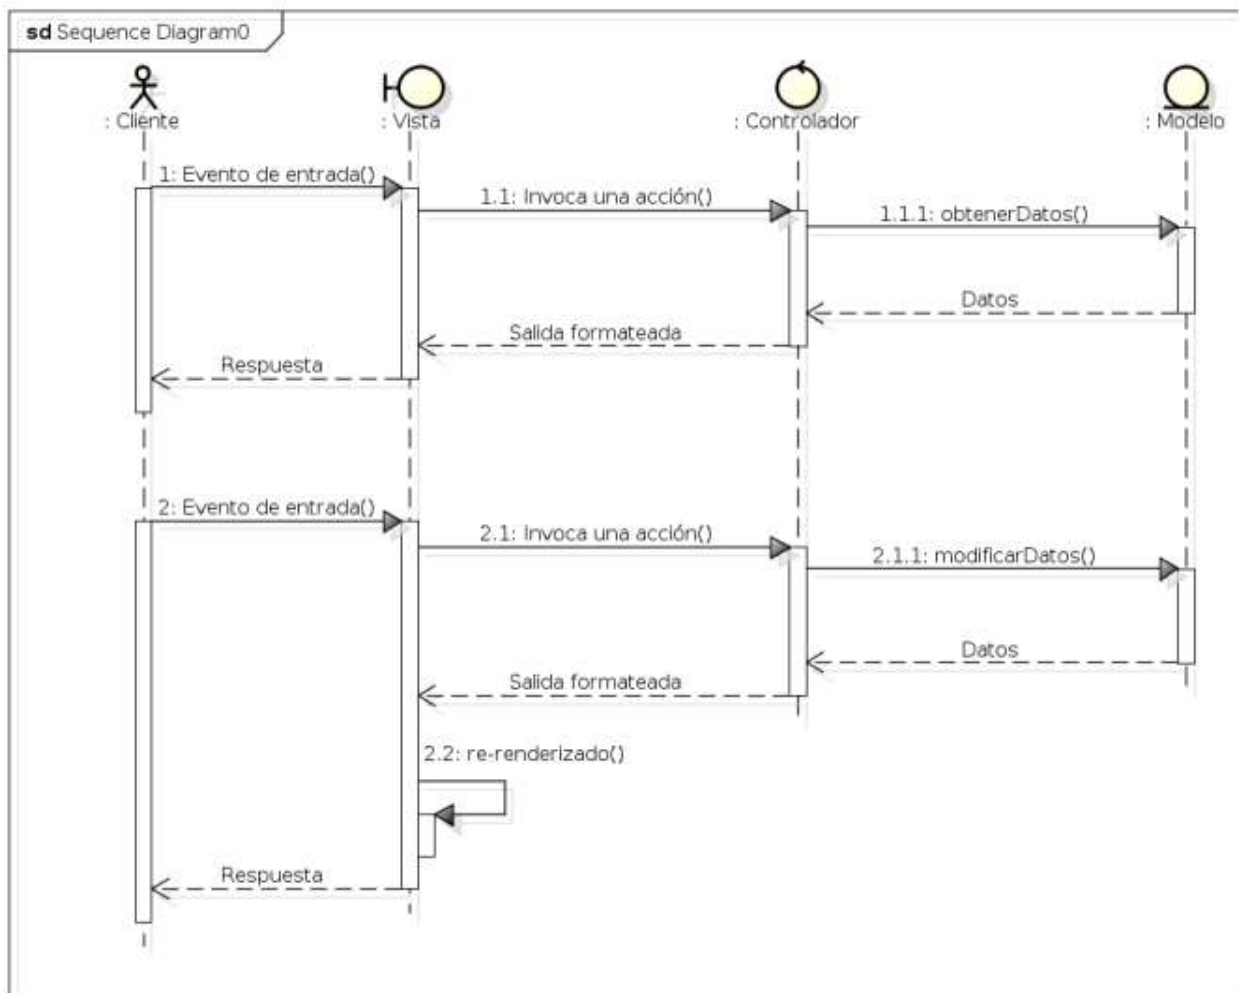 sd Sequence Diagram0
: Cliente
: Vista
: Controlador
: Modelo
1: Evento de entrada()
1.1: Invoca una acción()
1.1.1: obtenerDatos()
Datos
Salida formateada
Respuesta
2: Evento de entrada()
2.1: Invoca una acción()
2.1.1: modificarDatos()
Datos
Salida formateada
2.2: re-renderizado()
Respuesta